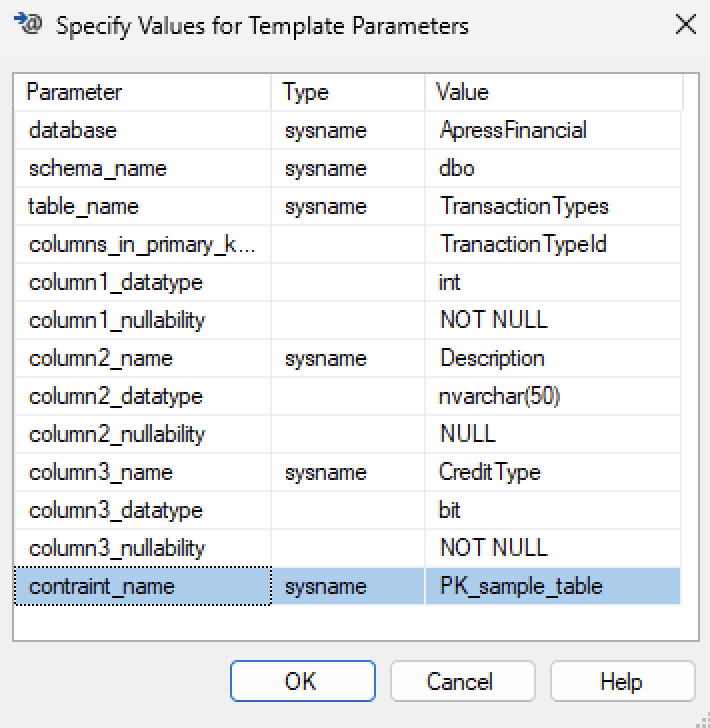 Specify Values for Template Parameters
Parameter Type Value
database sysname ApressFinancial
schema_name sysname dbo
table_name sysname TransactionTypes
columns_in_primary_k... TranactionTypeId
column1_datatype int
column1_nullability NOT NULL
column2_name sysname Description
column2_datatype nvarchar(50)
column2_nullability NULL
column3_name sysname CreditType
column3_datatype bit
column3_nullability NOT NULL
contraint_name sysname PK_sample_table
OK Cancel Help